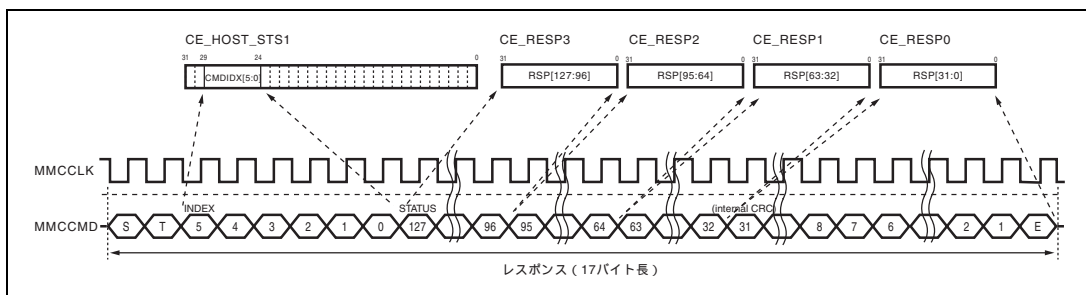 CE_HOST_STS1 CE_RESP3 CE_RESP2 CE_RESP1 CE_RESP0
31 29 24 0 31 0 31 0 31 0 31 0
CMDIDX[5:0] RSP[127:96] RSP[95:64] RSP[63:32] RSP[31:0]
MMCCLK
INDEX STATUS (internal CRC)
MMCCMD S T 5 4 3 2 1 0 127 96 95 64 63 32 31 8 7 6 2 1 E
レスポンス(17バイト長)